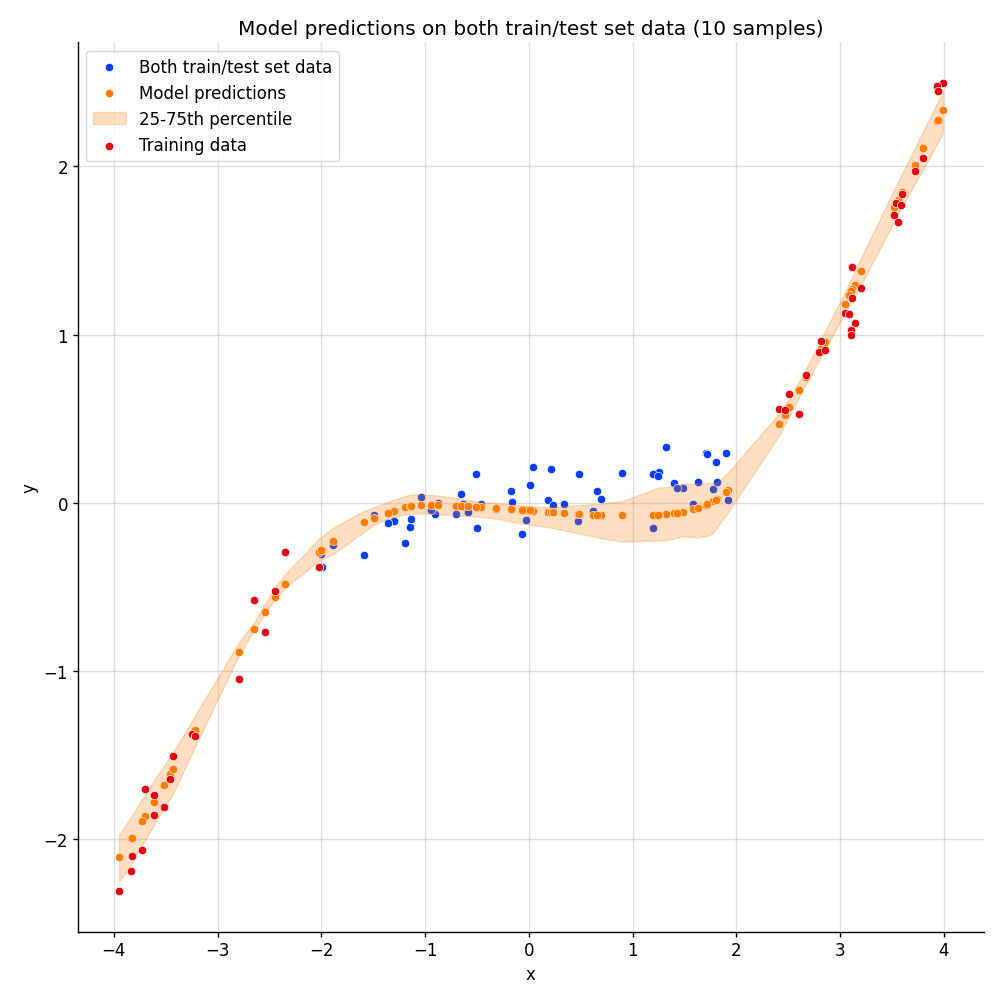 Model predictions on both train/test set data (10 samples)
Both train/test set data
Model predictions
25-75th percentile
Training data
2
1
0
−1
−2
y
−4
−3
−2
−1
0
1
2
3
4
x